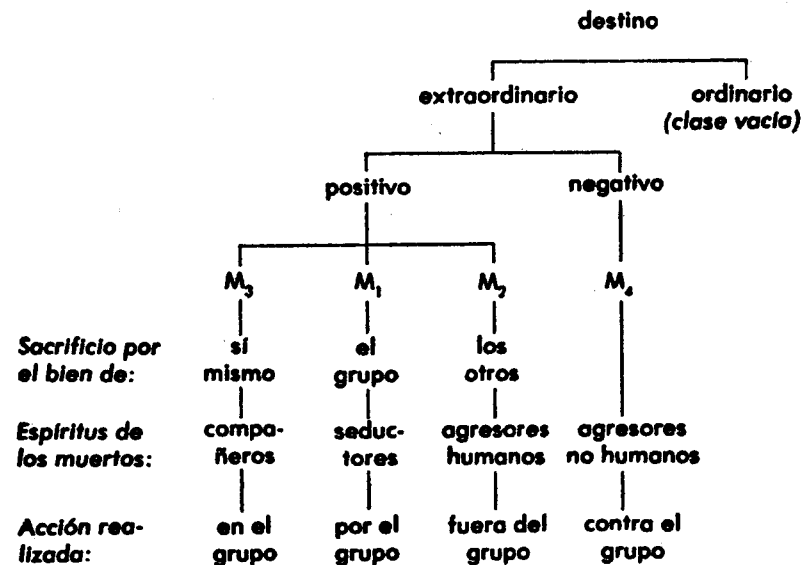 destino
extraordinario ordinario
(clase vacía)
positivo negativo
M₃ M₁ M₂ M₄
Sacrificio por sí el los
el bien de: mismo grupo otros
Espíritus de compa- seduc- agresores agresores
los muertos: ñeros tores humanos no humanos
Acción rea- en el por el fuera del contra el
lizada: grupo grupo grupo grupo